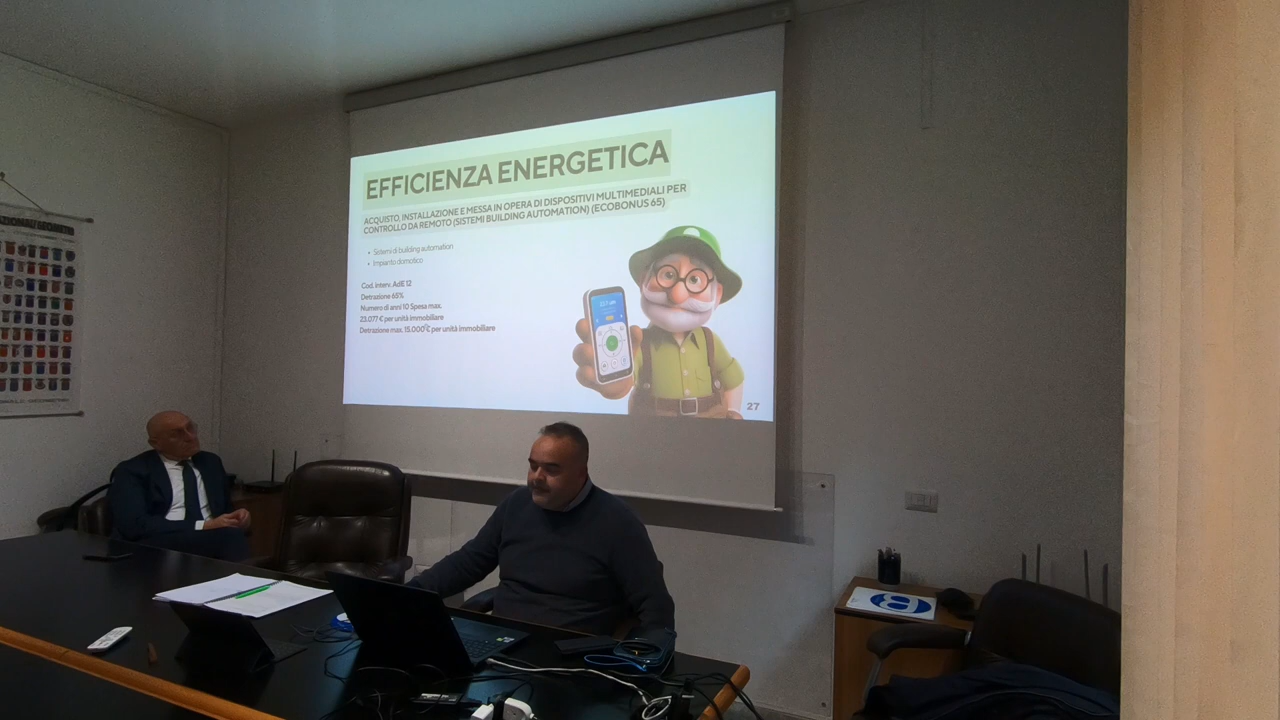 EFFICIENZA ENERGETICA
ACQUISTO, INSTALLAZIONE E MESSA IN OPERA DI DISPOSITIVI MULTIMEDIALI PER
CONTROLLO DA REMOTO (SISTEMI BUILDING AUTOMATION) (ECOBONUS 65)
• Sistemi di building automation
• Impianto domotico
Cod. interv. AdE 12
Detrazione 65%
Numero di anni 10 Spesa max.
23.077 € per unità immobiliare
Detrazione max. 15.000 € per unità immobiliare
27